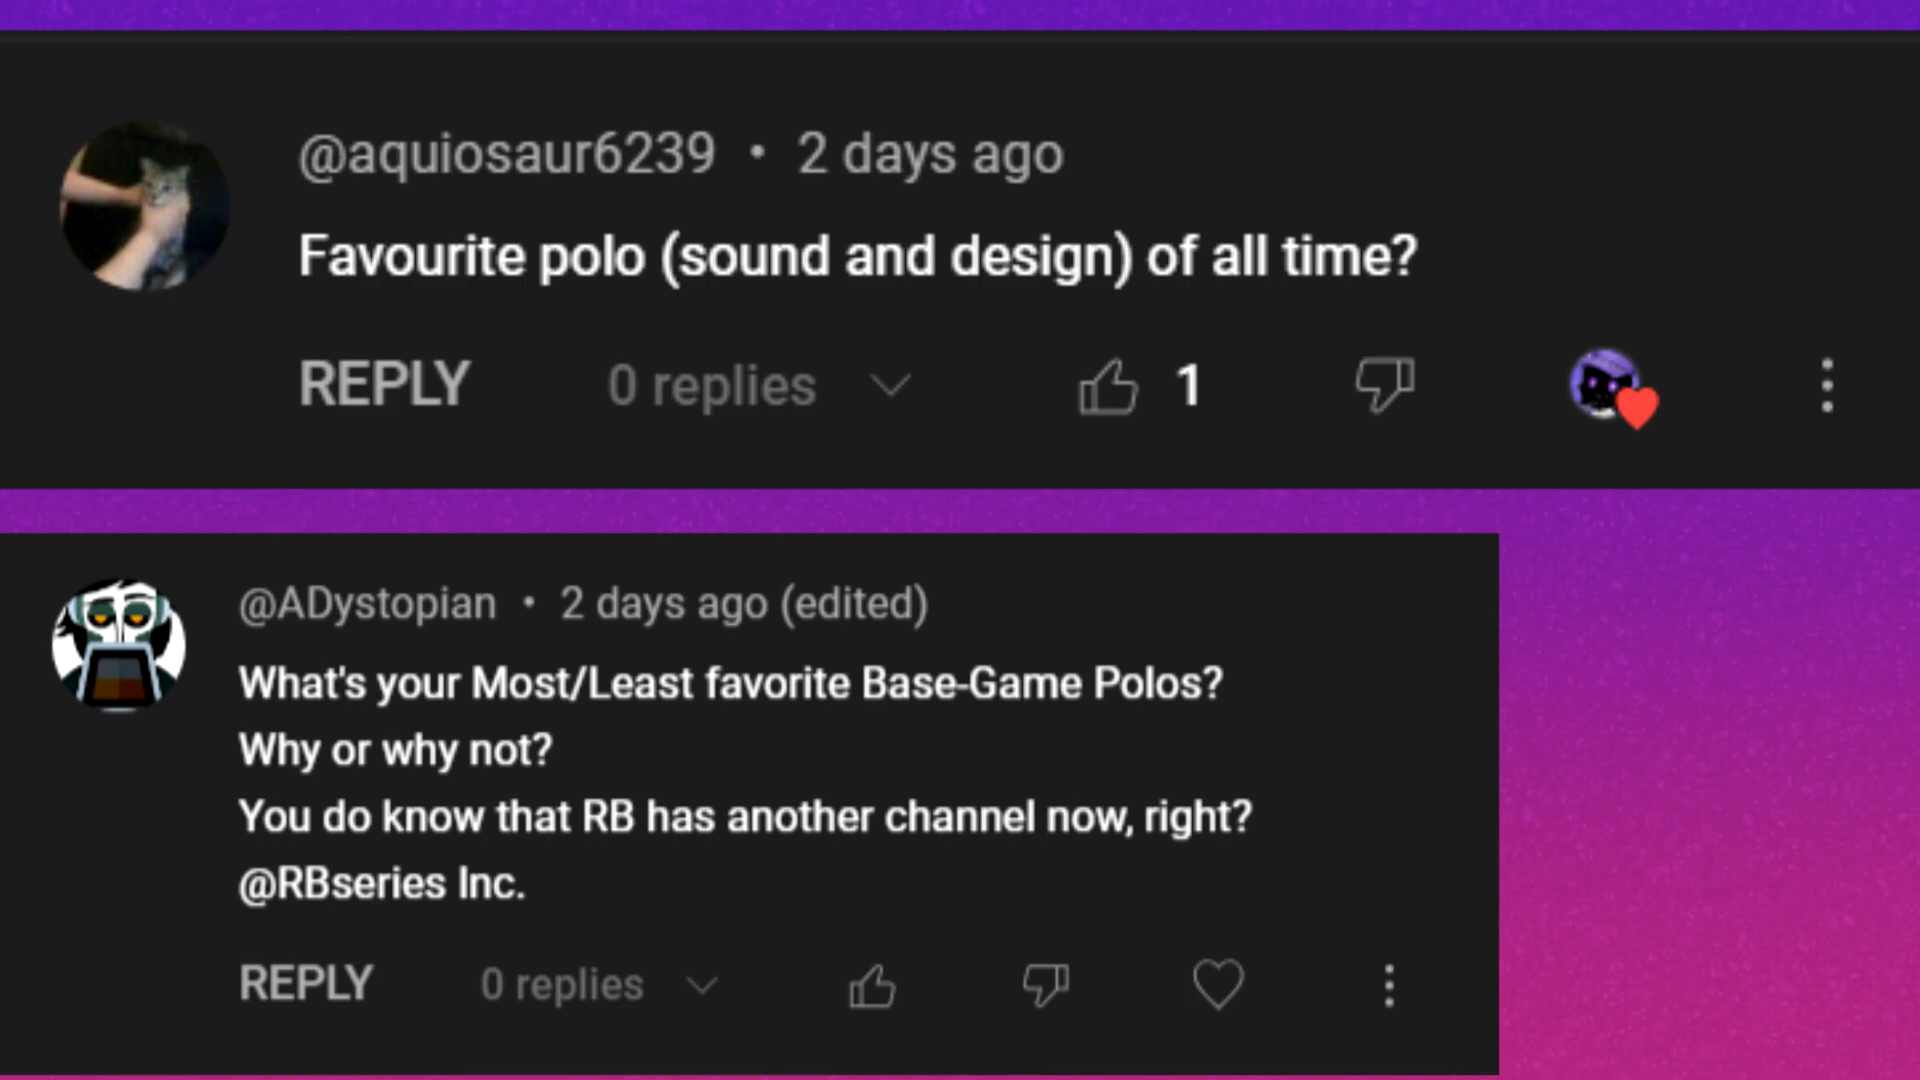 @aquiosaur6239 • 2 days ago
Favourite polo (sound and design) of all time?
REPLY 0 replies 1
@ADystopian • 2 days ago (edited)
What's your Most/Least favorite Base-Game Polos?
Why or why not?
You do know that RB has another channel now, right?
@RBseries Inc.
REPLY 0 replies